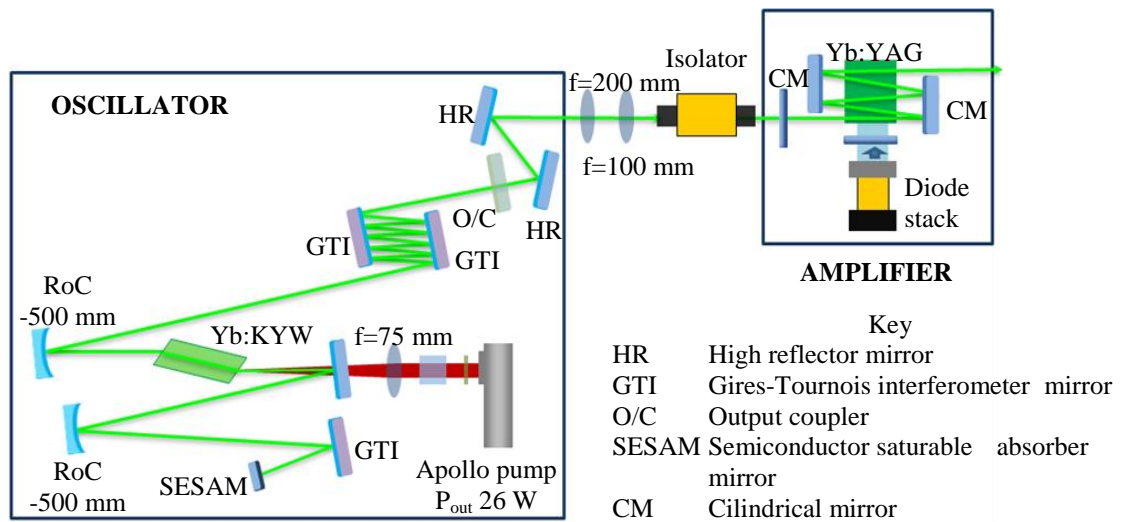 OSCILLATOR
HR
f=200 mm
f=100 mm
Isolator
CM
Yb:YAG
CM
Diode
stack
AMPLIFIER
O/C
HR
GTI
GTI
RoC
-500 mm
Yb:KYW
f=75 mm
RoC
-500 mm
SESAM
GTI
Apollo pump
Pout 26 W
Key
HR High reflector mirror
GTI Gires-Tournois interferometer mirror
O/C Output coupler
SESAM Semiconductor saturable absorber
mirror
CM Cilindrical mirror